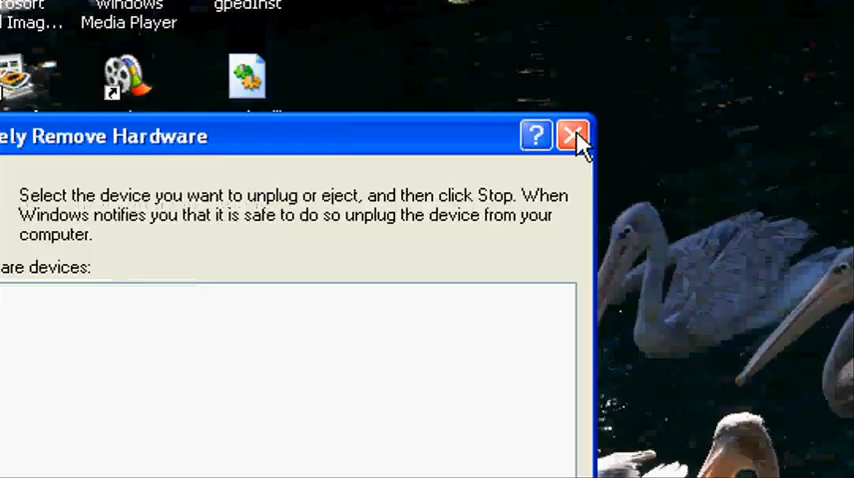 rosoft
Windows
gpedInst
Imag...
Media Player
ely Remove Hardware
?
Select the device you want to unplug or eject, and then click Stop. When
Windows notifies you that it is safe to do so unplug the device from your
computer.
are devices: